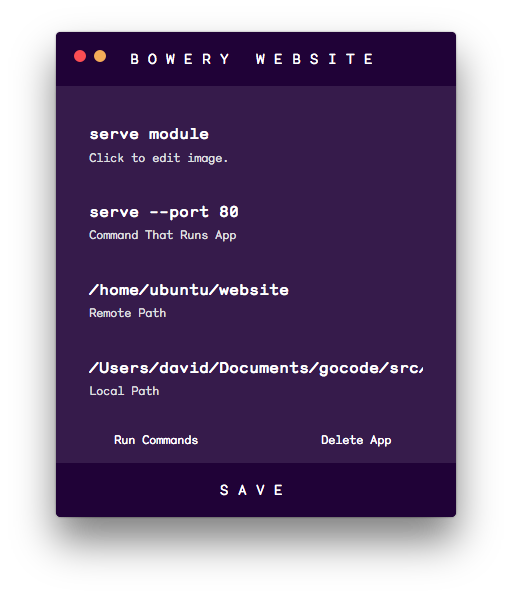 BOWERY WEBSITE
serve module
Click to edit image.
serve --port 80
Command That Runs App
/home/ubuntu/website
Remote Path
/Users/david/Documents/gocode/src/
Local Path
Run Commands Delete App
SAVE